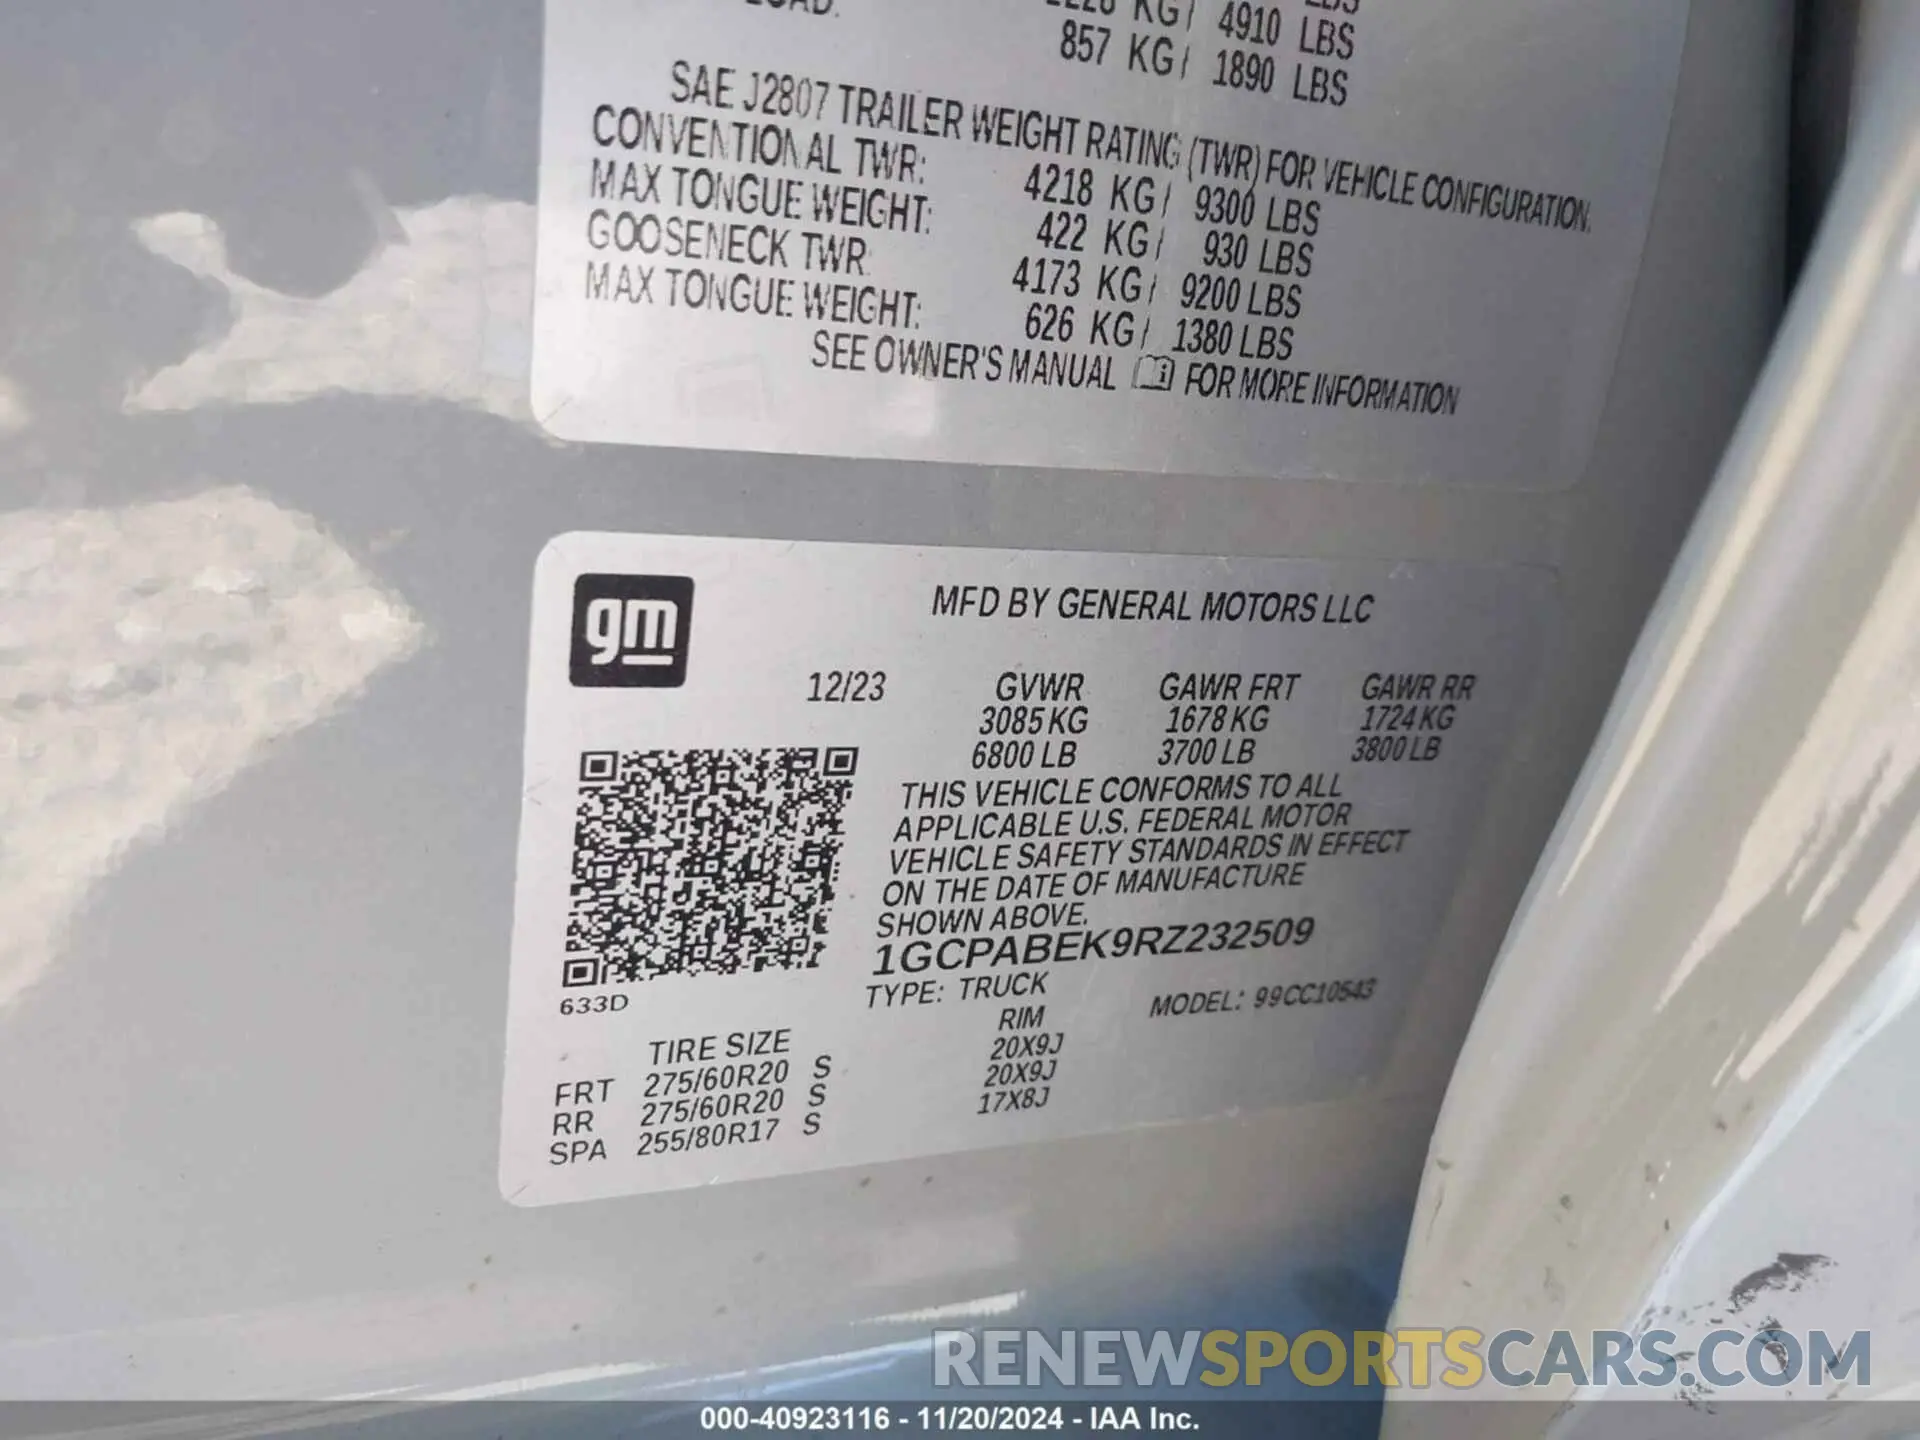 KG / 4910 LBS
857 KG / 1890 LBS
SAE J2807 TRAILER WEIGHT RATING (TWR) FOR VEHICLE CONFIGURATION.
CONVENTIONAL TWR: 4218 KG / 9300 LBS
MAX TONGUE WEIGHT: 422 KG / 930 LBS
GOOSENECK TWR: 4173 KG / 9200 LBS
MAX TONGUE WEIGHT: 626 KG / 1380 LBS
SEE OWNER'S MANUAL FOR MORE INFORMATION
gm
MFD BY GENERAL MOTORS LLC
12/23 GVWR GAWR FRT GAWR RR
3085 KG 1678 KG 1724 KG
6800 LB 3700 LB 3800 LB
THIS VEHICLE CONFORMS TO ALL
APPLICABLE U.S. FEDERAL MOTOR
VEHICLE SAFETY STANDARDS IN EFFECT
ON THE DATE OF MANUFACTURE
SHOWN ABOVE.
1GCPABEK9RZ232509
TYPE: TRUCK MODEL: 99CC10543
633D
TIRE SIZE RIM
FRT 275/60R20 S 20X9J
RR 275/60R20 S 20X9J
SPA 255/80R17 S 17X8J
RENEWSPORTSCARS.COM
000-40923116 - 11/20/2024 - IAA Inc.